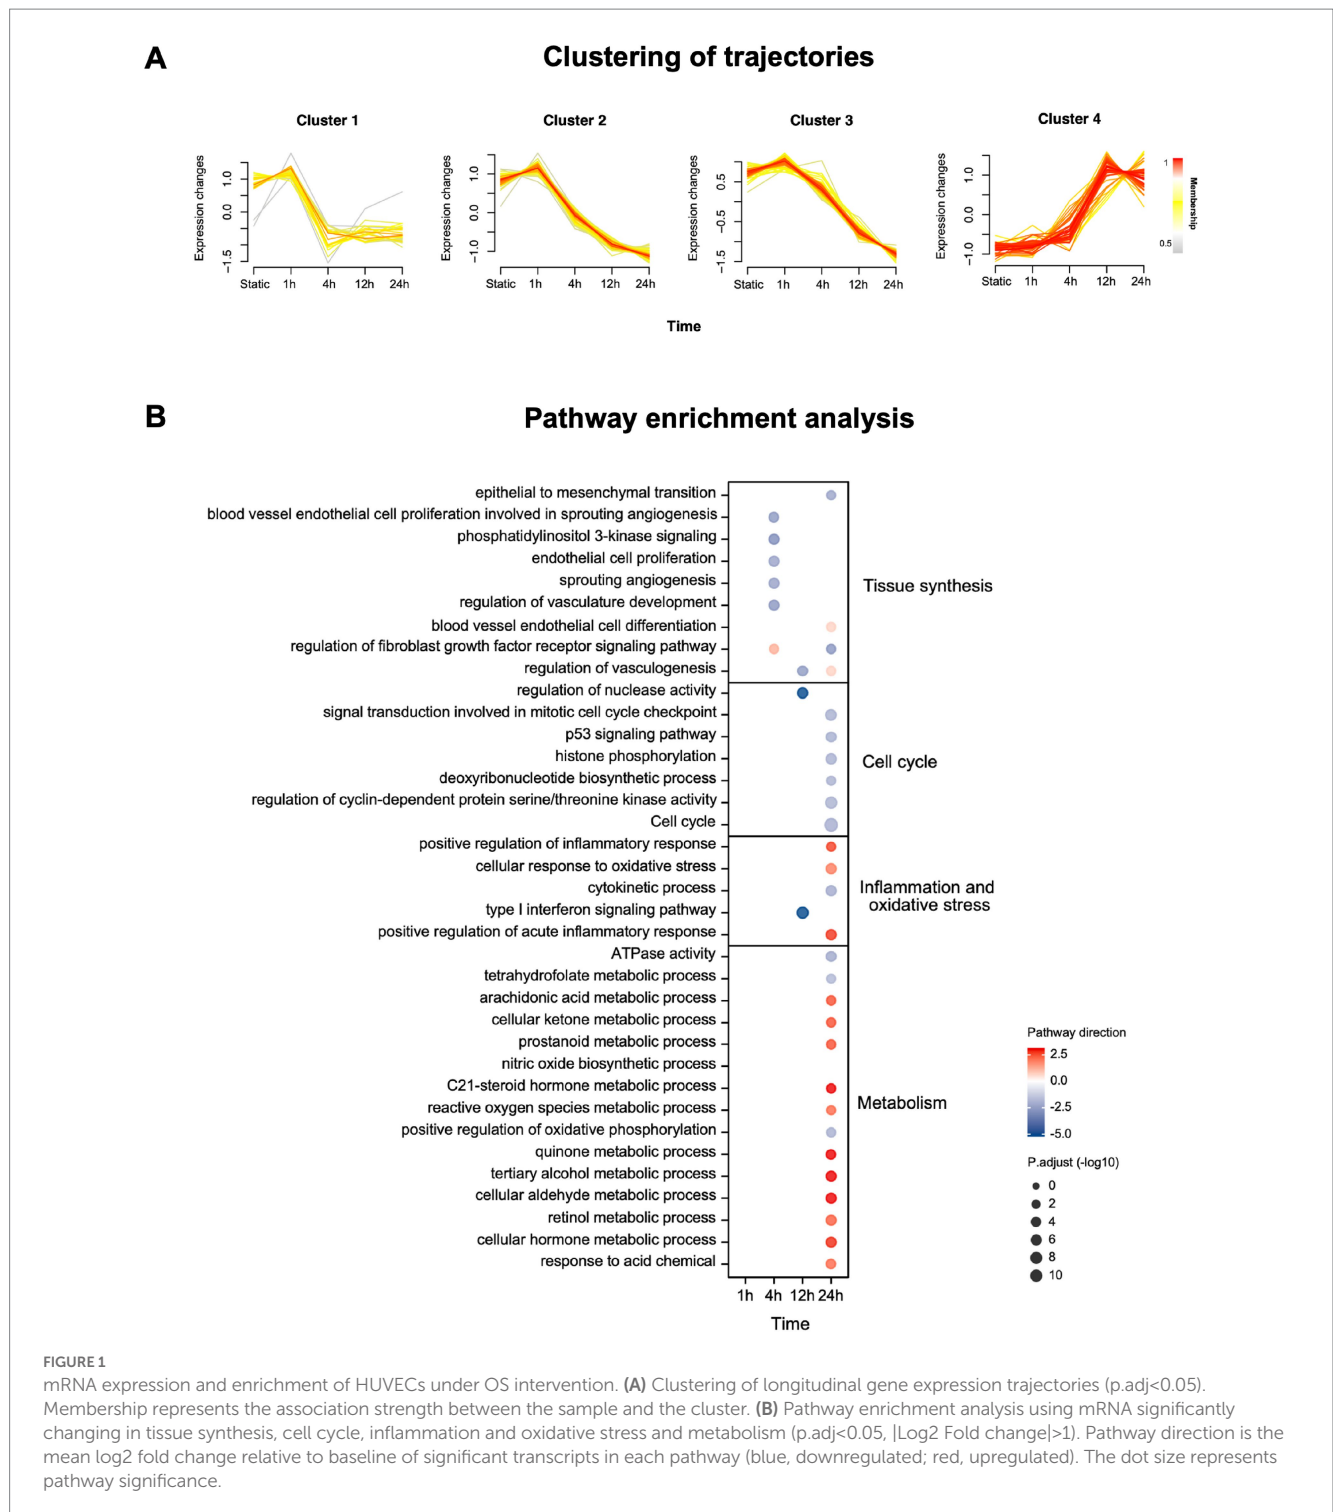 A
Clustering of trajectories
Cluster 1
Cluster 2
Cluster 3
Cluster 4
Expression changes
1.0
0.0
−1.5
Static 1h 4h 12h 24h
Expression changes
1.0
0.0
−1.0
Static 1h 4h 12h 24h
Expression changes
0.5
−0.5
−1.5
Static 1h 4h 12h 24h
Expression changes
1.0
0.0
−1.0
Static 1h 4h 12h 24h
1
0.5
Membership
Time
B
Pathway enrichment analysis
epithelial to mesenchymal transition
blood vessel endothelial cell proliferation involved in sprouting angiogenesis
phosphatidylinositol 3-kinase signaling
endothelial cell proliferation
sprouting angiogenesis
regulation of vasculature development
blood vessel endothelial cell differentiation
regulation of fibroblast growth factor receptor signaling pathway
regulation of vasculogenesis
Tissue synthesis
regulation of nuclease activity
signal transduction involved in mitotic cell cycle checkpoint
p53 signaling pathway
histone phosphorylation
deoxyribonucleotide biosynthetic process
regulation of cyclin-dependent protein serine/threonine kinase activity
Cell cycle
Cell cycle
positive regulation of inflammatory response
cellular response to oxidative stress
cytokinetic process
type I interferon signaling pathway
positive regulation of acute inflammatory response
Inflammation and
oxidative stress
ATPase activity
tetrahydrofolate metabolic process
arachidonic acid metabolic process
cellular ketone metabolic process
prostanoid metabolic process
nitric oxide biosynthetic process
C21-steroid hormone metabolic process
reactive oxygen species metabolic process
positive regulation of oxidative phosphorylation
quinone metabolic process
tertiary alcohol metabolic process
cellular aldehyde metabolic process
retinol metabolic process
cellular hormone metabolic process
response to acid chemical
Metabolism
1h 4h 12h 24h
Time
Pathway direction
2.5
0.0
-2.5
-5.0
P.adjust (-log10)
0
2
4
6
8
10
FIGURE 1
mRNA expression and enrichment of HUVECs under OS intervention. (A) Clustering of longitudinal gene expression trajectories (p.adj<0.05).
Membership represents the association strength between the sample and the cluster. (B) Pathway enrichment analysis using mRNA significantly
changing in tissue synthesis, cell cycle, inflammation and oxidative stress and metabolism (p.adj<0.05, |Log2 Fold change|>1). Pathway direction is the
mean log2 fold change relative to baseline of significant transcripts in each pathway (blue, downregulated; red, upregulated). The dot size represents
pathway significance.